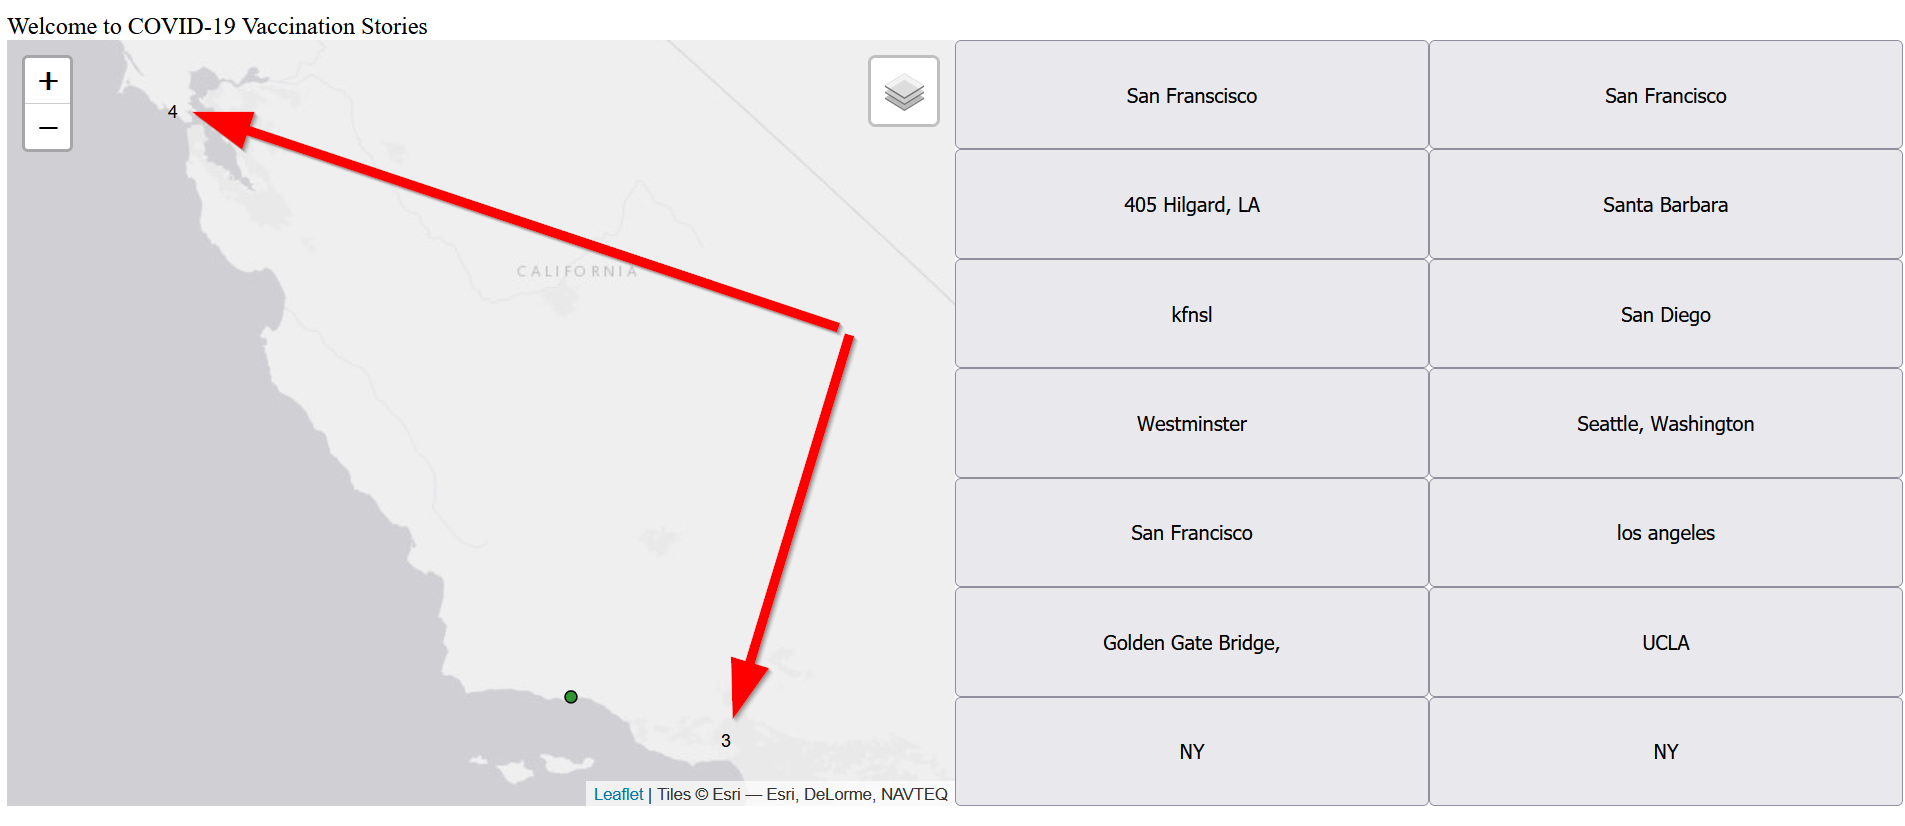 Welcome to COVID-19 Vaccination Stories
+
−
4
CALIFORNIA
3
Leaflet | Tiles © Esri — Esri, DeLorme, NAVTEQ
San Franscisco
San Francisco
405 Hilgard, LA
Santa Barbara
kfnsl
San Diego
Westminster
Seattle, Washington
San Francisco
los angeles
Golden Gate Bridge,
UCLA
NY
NY